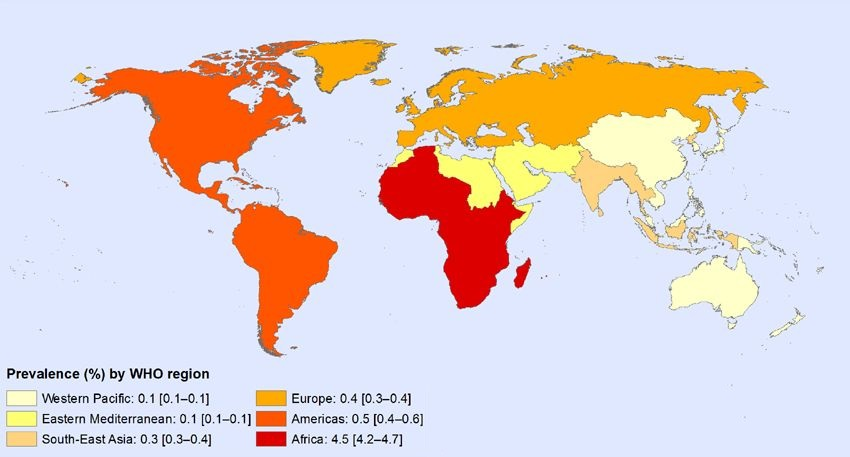 Prevalence (%) by WHO region
Western Pacific: 0.1 [0.1–0.1]
Eastern Mediterranean: 0.1 [0.1–0.1]
South-East Asia: 0.3 [0.3–0.4]
Europe: 0.4 [0.3–0.4]
Americas: 0.5 [0.4–0.6]
Africa: 4.5 [4.2–4.7]